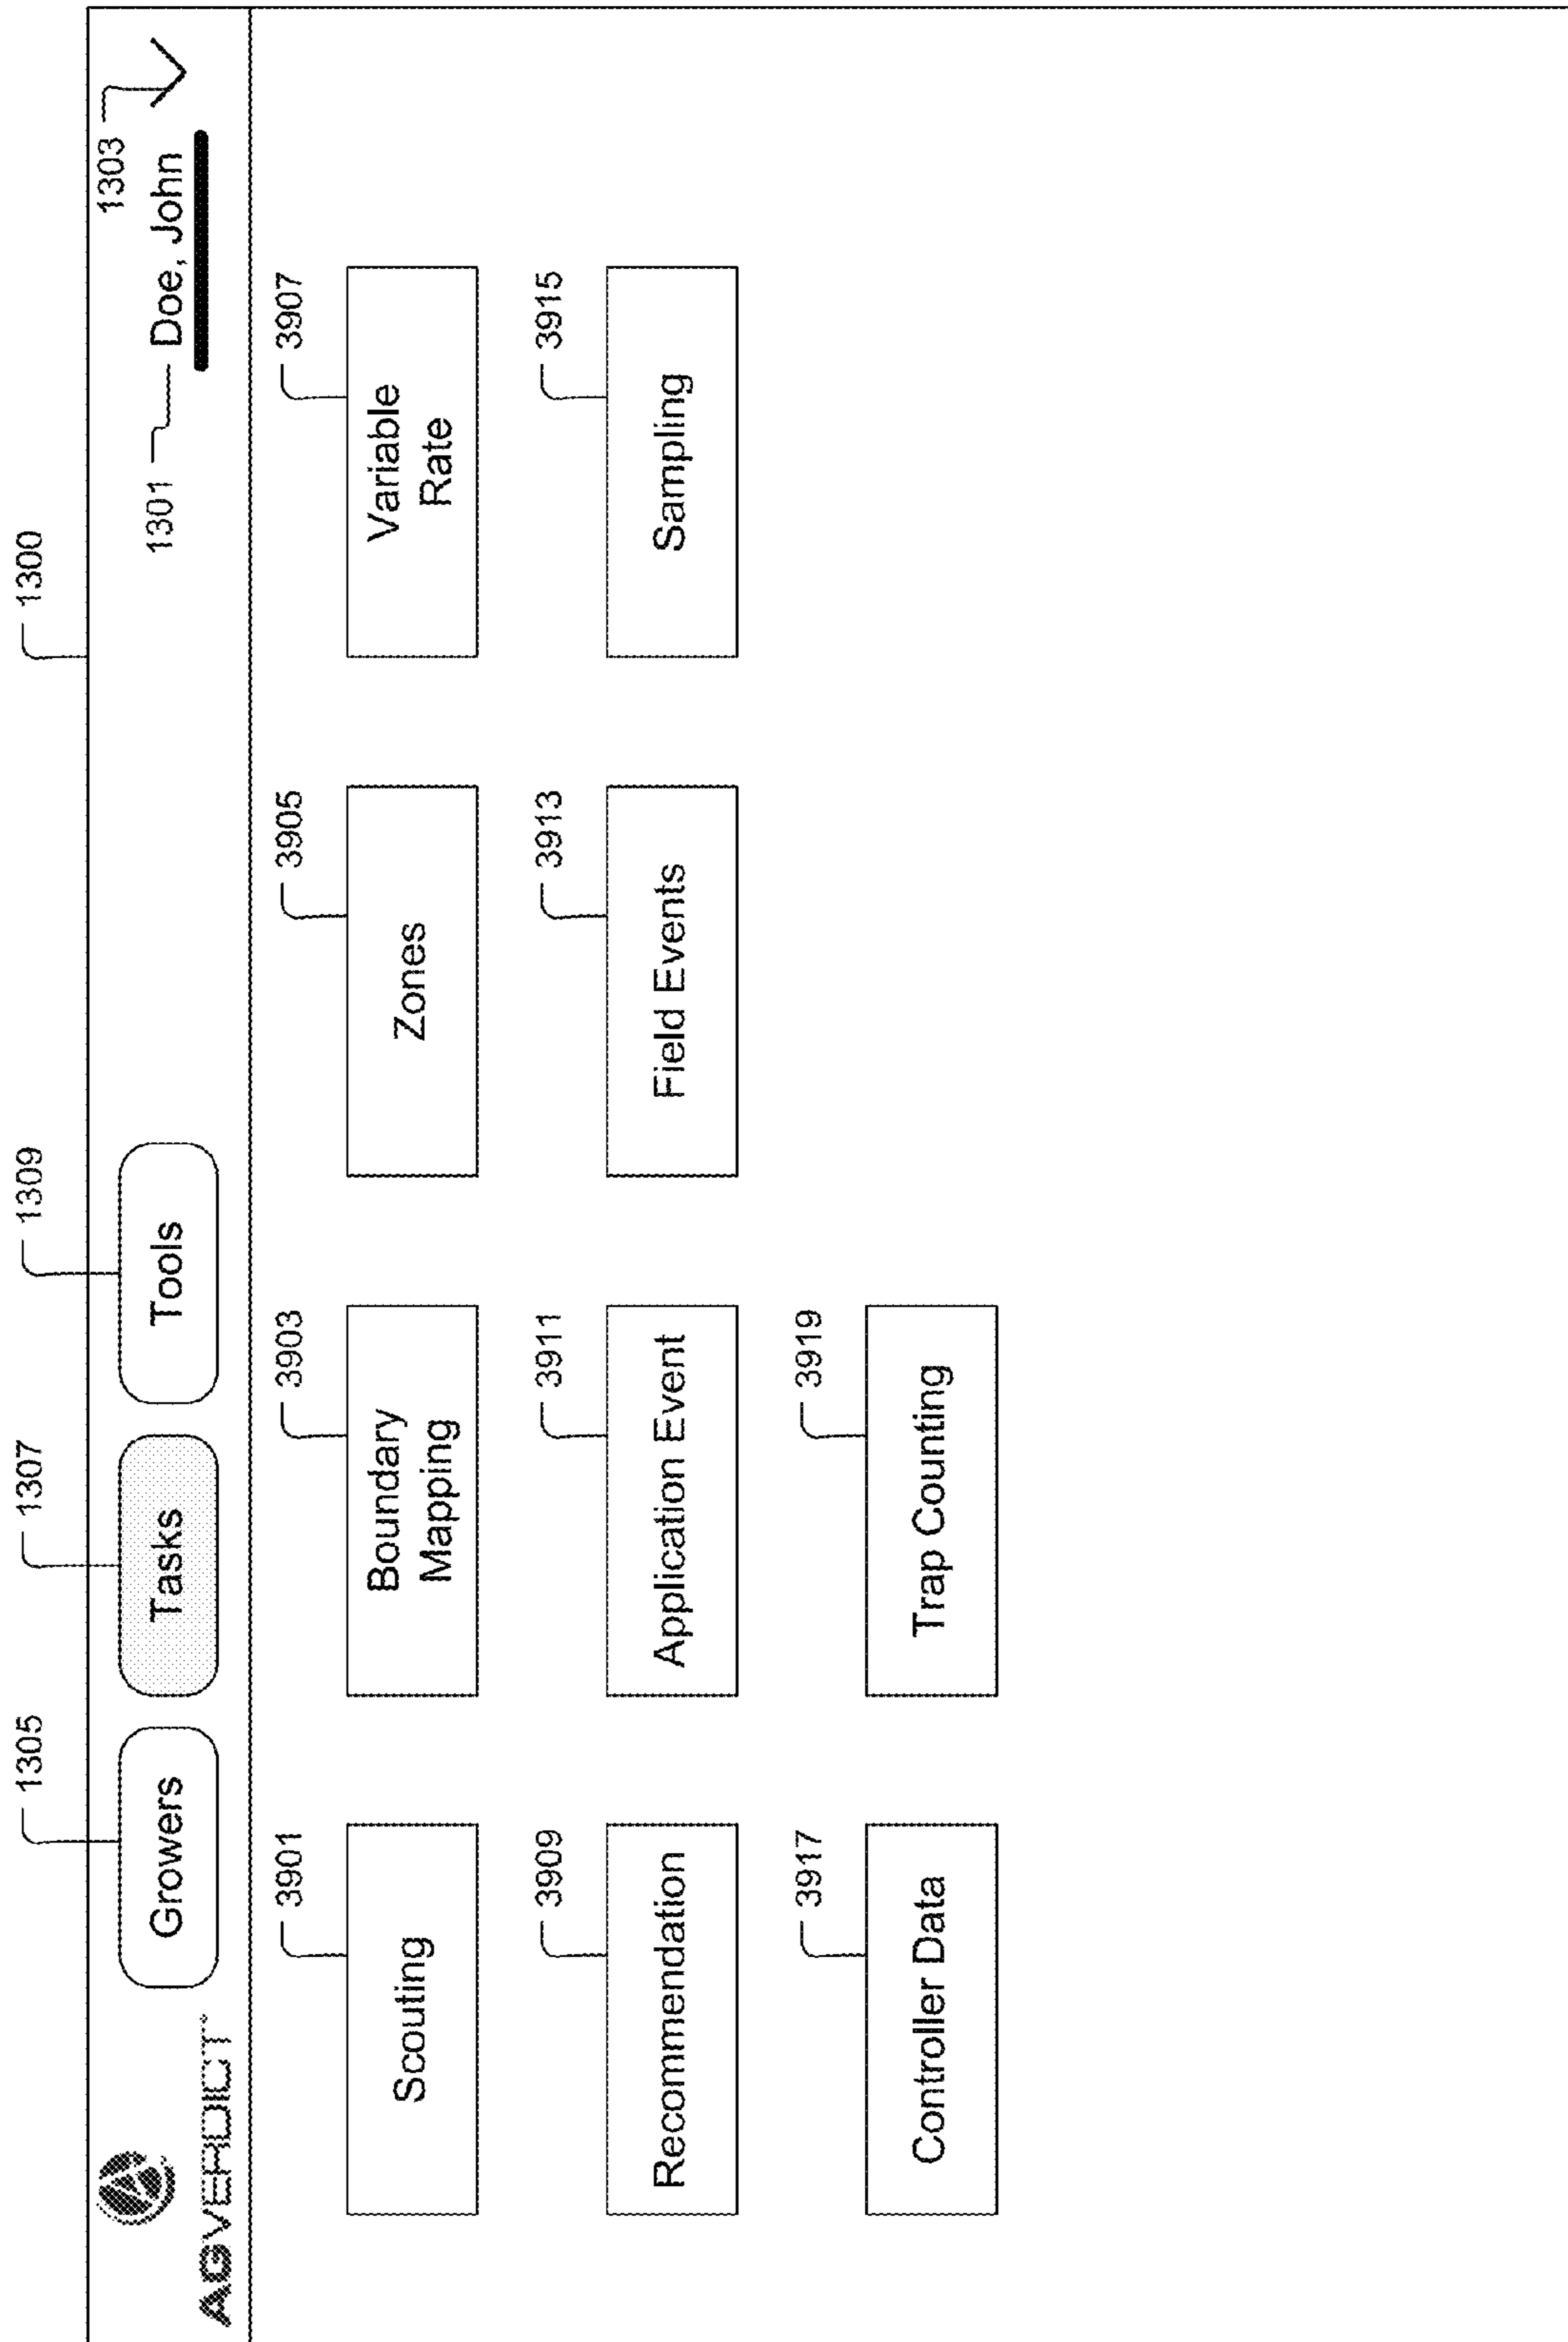 1300
1305
1307
1309
1303
AGVERDICT
Growers
Tasks
Tools
1301
Doe, John
3901
3903
3905
3907
Scouting
Boundary
Mapping
Zones
Variable
Rate
3909
3911
3913
3915
Recommendation
Application Event
Field Events
Sampling
3917
3919
Controller Data
Trap Counting